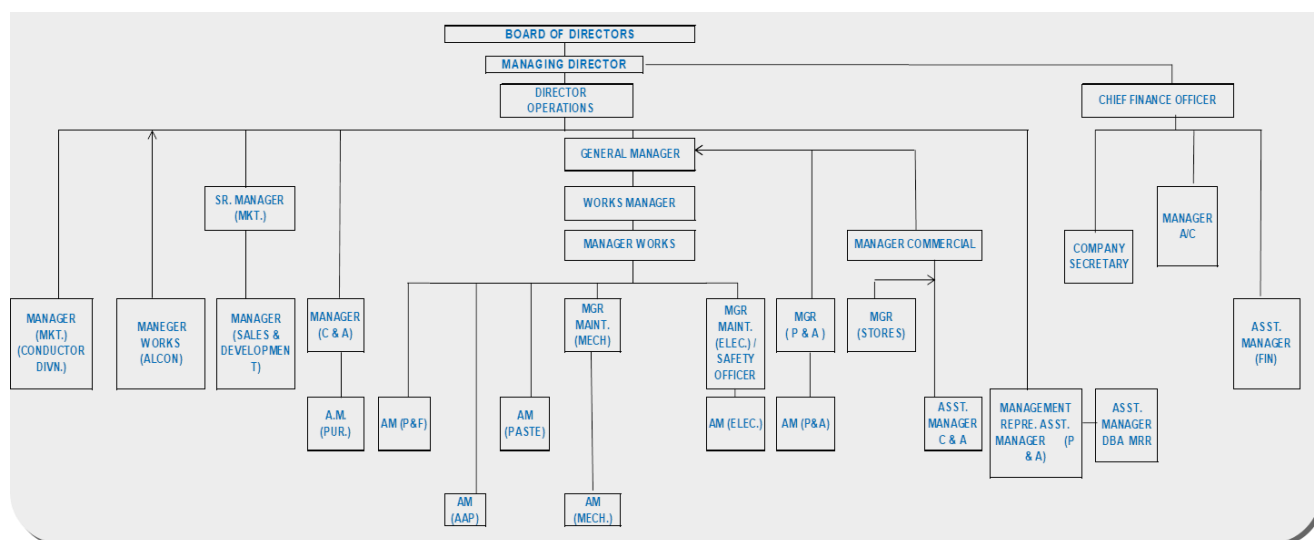 BOARD OF DIRECTORS
MANAGING DIRECTOR
DIRECTOR
OPERATIONS
CHIEF FINANCE OFFICER
GENERAL MANAGER
SR. MANAGER
(MKT.)
WORKS MANAGER
MANAGER
A/C
MANAGER WORKS
MANAGER COMMERCIAL
COMPANY
SECRETARY
MANAGER
(MKT.)
(CONDUCTOR
DIVN.)
MANEGER
WORKS
(ALCON)
MANAGER
(SALES &
DEVELOPMEN
T)
MANAGER
(C & A)
MGR
MAINT.
(MECH)
MGR
MAINT.
(ELEC.) /
SAFETY
OFFICER
MGR
( P & A )
MGR
(STORES)
ASST.
MANAGER
(FIN)
A.M.
(PUR.)
AM (P&F)
AM
(PASTE)
AM (ELEC.)
AM (P&A)
ASST.
MANAGER
C & A
MANAGEMENT
REPRE. ASST.
MANAGER (P
& A)
ASST.
MANAGER
DBA MRR
AM
(AAP)
AM
(MECH.)